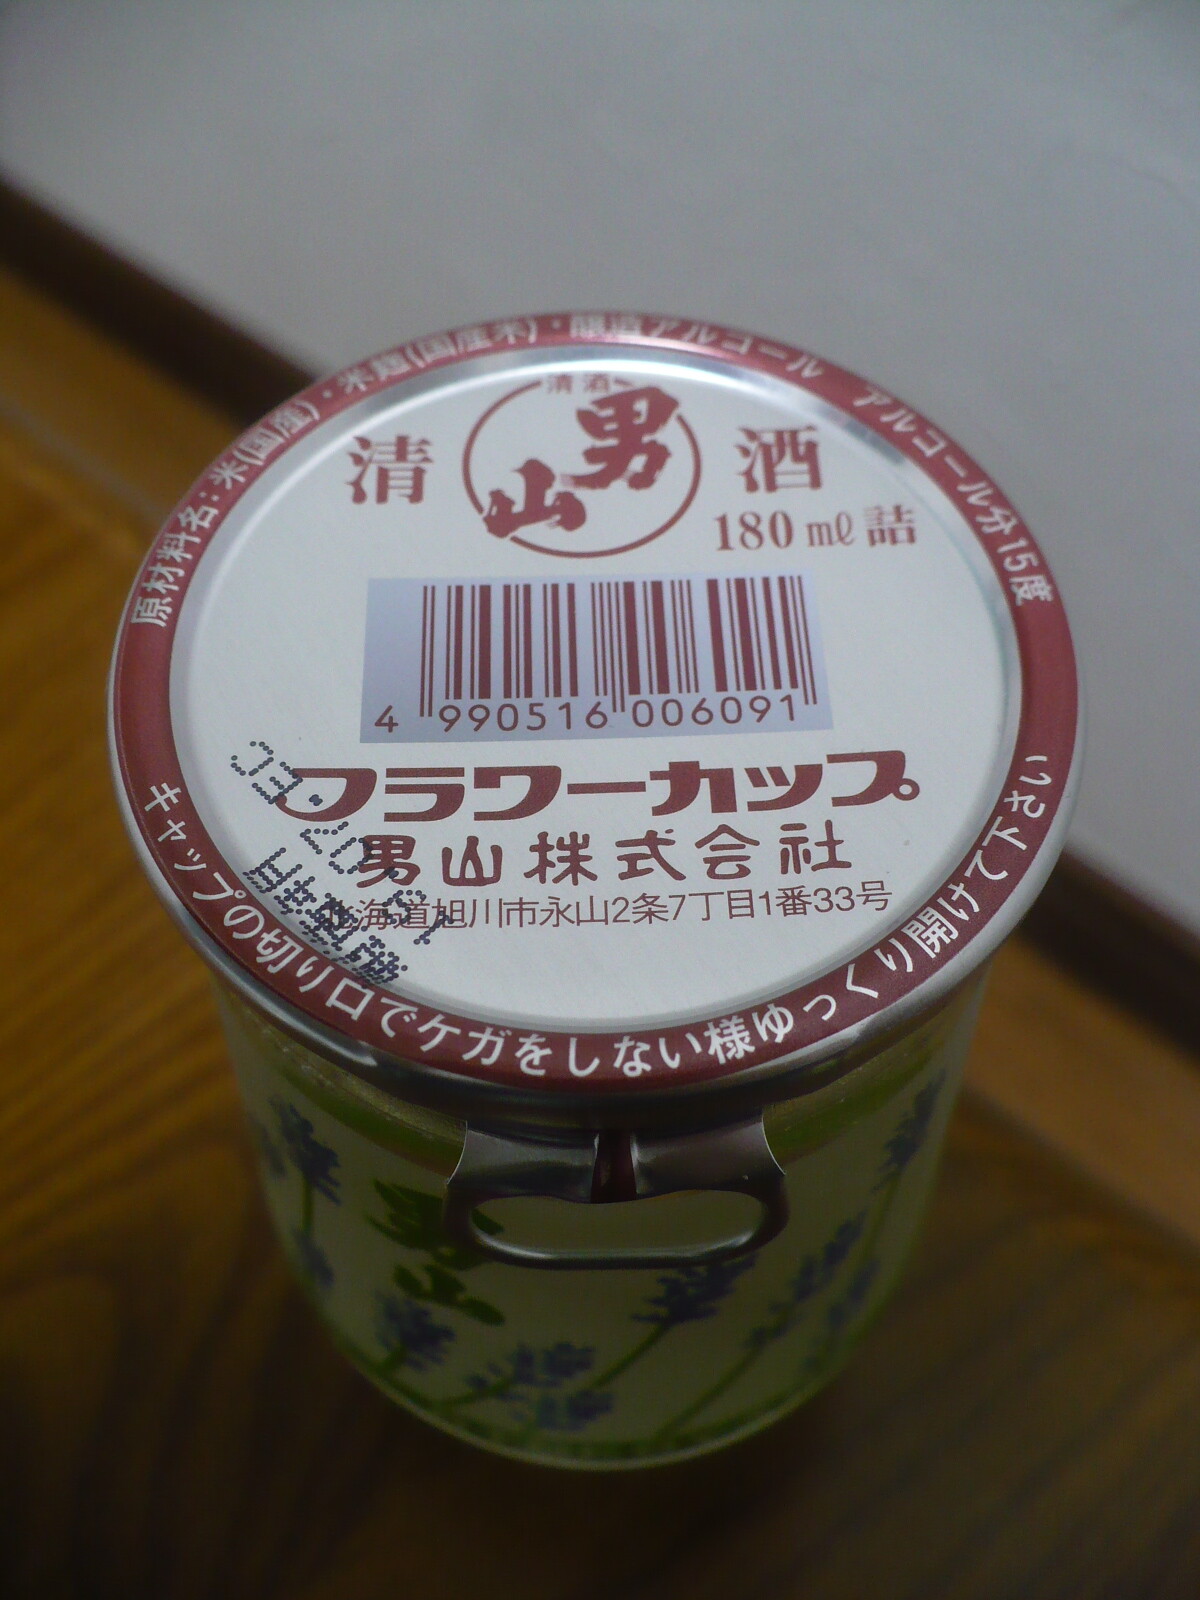 原材料名:米(国産)・米麹(国産米)・醸造アルコール アルコール分15度
清酒
男山
清 酒
180 ml 詰
4 990516 006091
フラワーカップ
男山株式会社
北海道旭川市永山2条7丁目1番33号
キャップの切り口でケガをしない様ゆっくり開けて下さい
男山